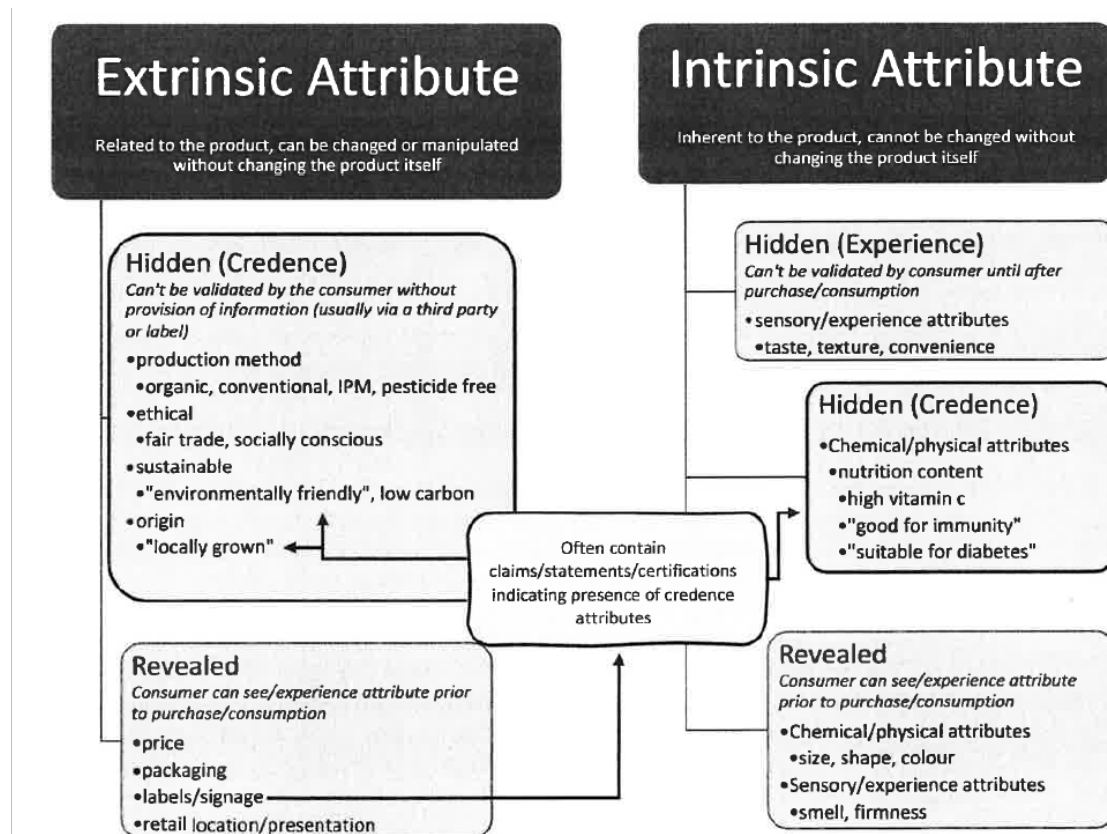 Extrinsic Attribute
Related to the product, can be changed or manipulated
without changing the product itself
Hidden (Credence)
Can't be validated by the consumer without
provision of information (usually via a third party
or label)
•production method
•organic, conventional, IPM, pesticide free
•ethical
•fair trade, socially conscious
•sustainable
•"environmentally friendly", low carbon
•origin
•"locally grown"
Revealed
Consumer can see/experience attribute prior
to purchase/consumption
•price
•packaging
•labels/signage
•retail location/presentation
Often contain
claims/statements/certifications
indicating presence of credence
attributes
Intrinsic Attribute
Inherent to the product, cannot be changed without
changing the product itself
Hidden (Experience)
Can't be validated by consumer until after
purchase/consumption
•sensory/experience attributes
•taste, texture, convenience
Hidden (Credence)
•Chemical/physical attributes
•nutrition content
•high vitamin c
•"good for immunity"
•"suitable for diabetes"
Revealed
Consumer can see/experience attribute
prior to purchase/consumption
•Chemical/physical attributes
•size, shape, colour
•Sensory/experience attributes
•smell, firmness